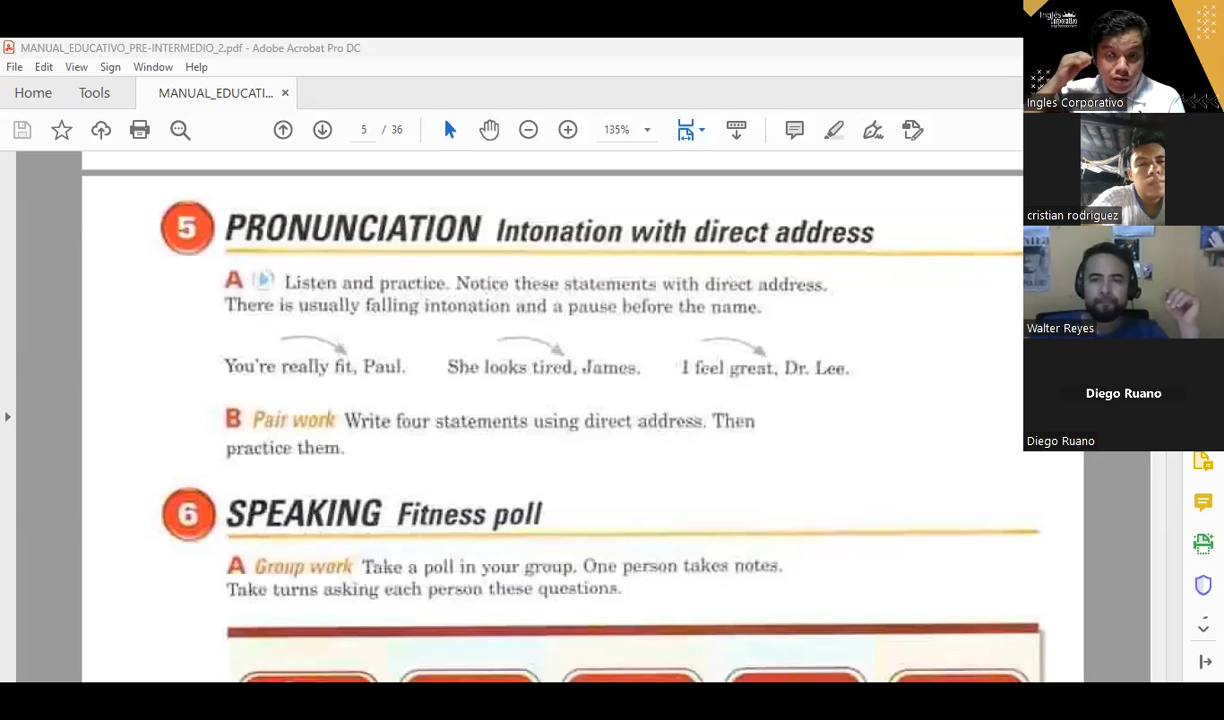 MANUAL_EDUCATIVO_PRE-INTERMEDIO_2.pdf - Adobe Acrobat Pro DC
File Edit View Sign Window Help
Home Tools MANUAL_EDUCATI... ×
5 / 36 135%
5 PRONUNCIATION Intonation with direct address
A Listen and practice. Notice these statements with direct address.
There is usually falling intonation and a pause before the name.
You're really fit, Paul. She looks tired, James. I feel great, Dr. Lee.
B Pair work Write four statements using direct address. Then
practice them.
6 SPEAKING Fitness poll
A Group work Take a poll in your group. One person takes notes.
Take turns asking each person these questions.
Inglés
Corporativo
Ingles Corporativo
cristian rodriguez
Walter Reyes
Diego Ruano
Diego Ruano